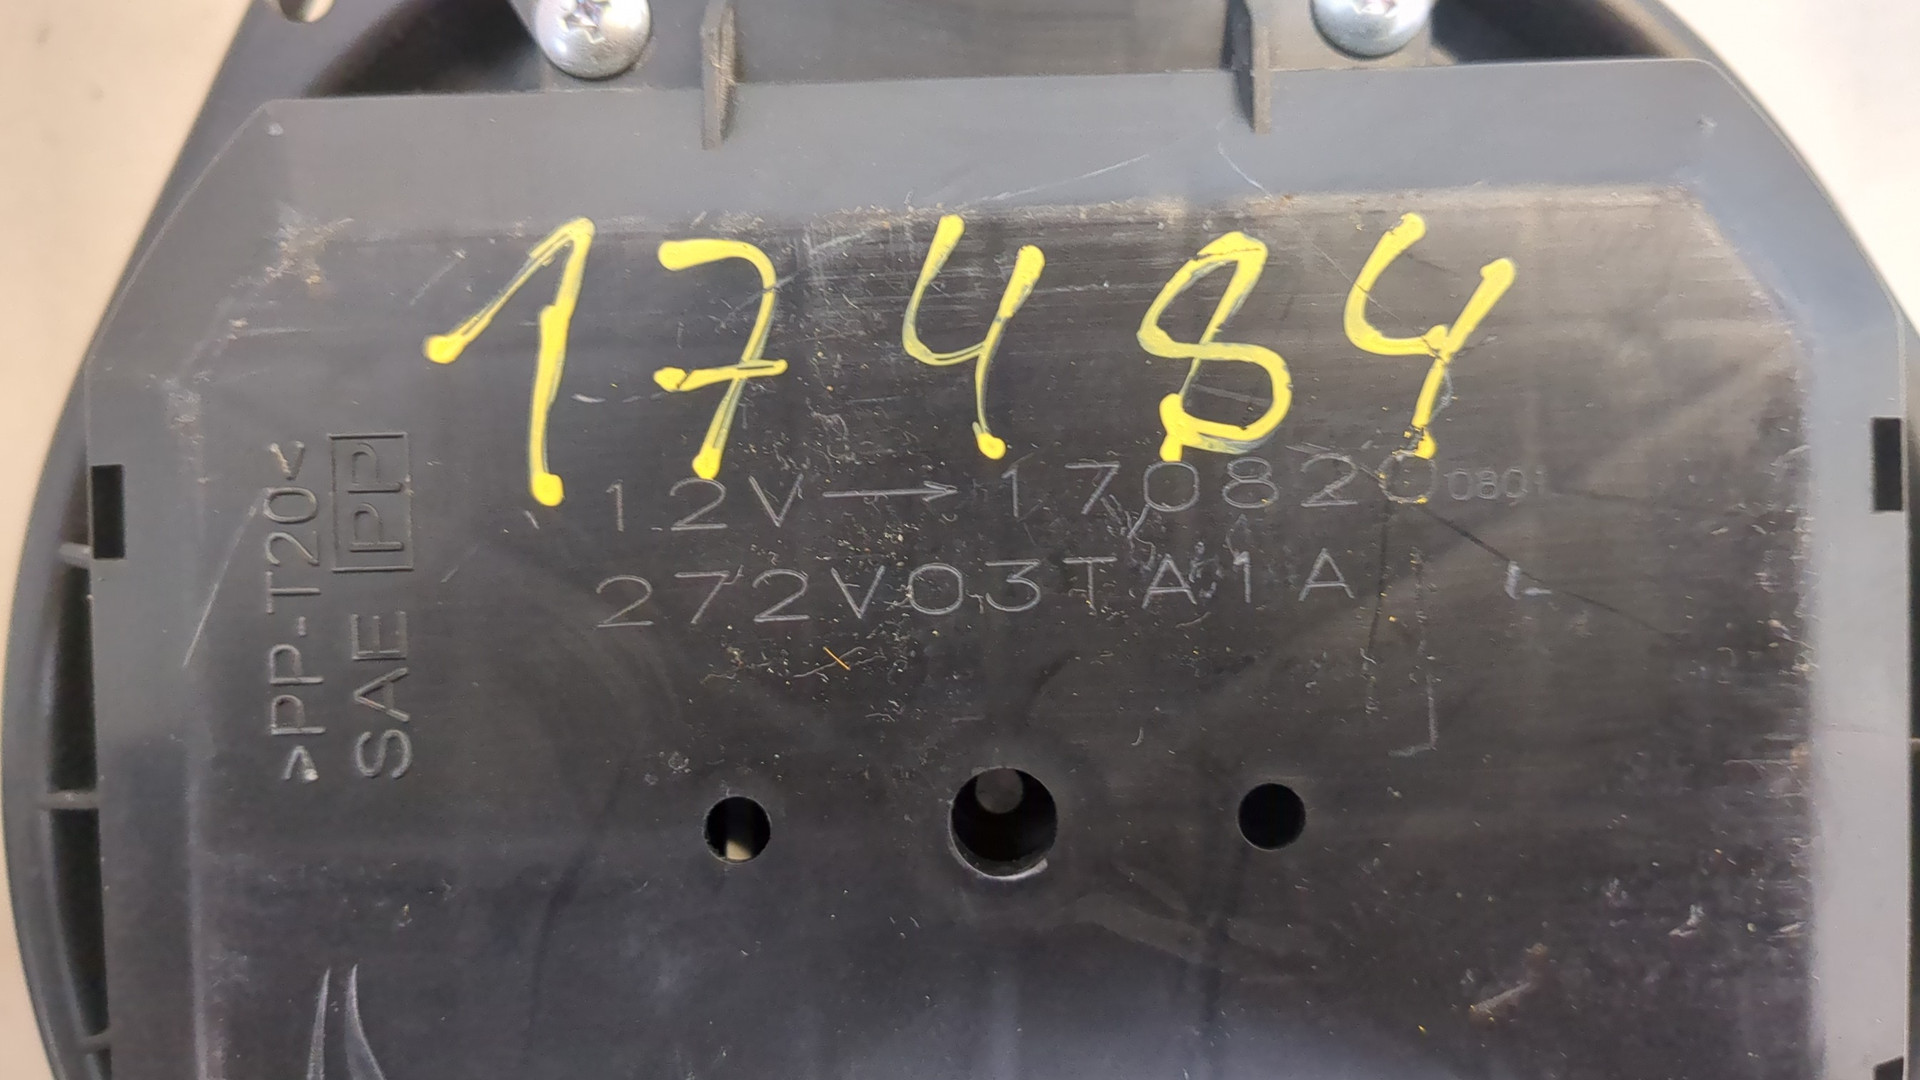 17484
12V→170820 0801
272V03TA1A
>PP-T20<
SAE PP